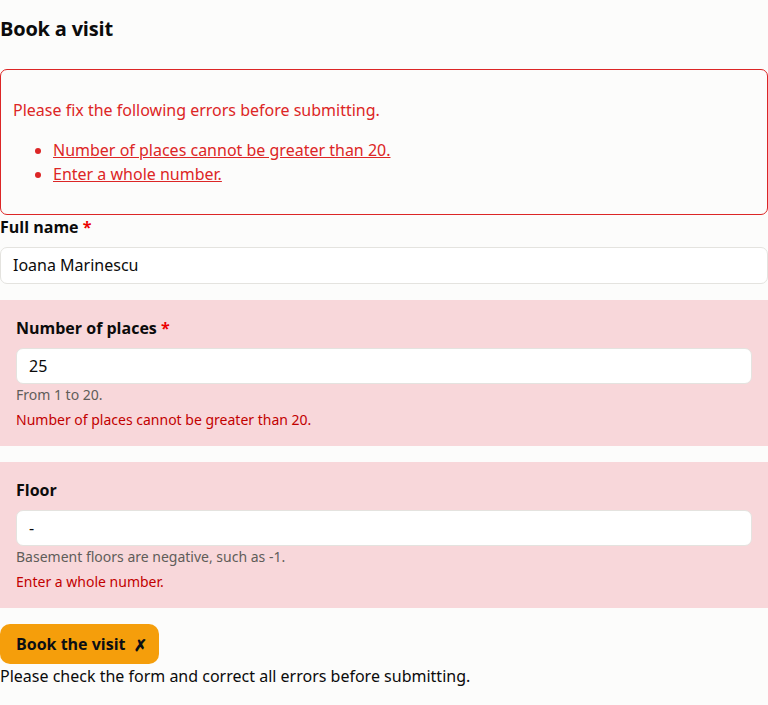 Book a visit
Please fix the following errors before submitting.
• Number of places cannot be greater than 20.
• Enter a whole number.
Full name *
Ioana Marinescu
Number of places *
25
From 1 to 20.
Number of places cannot be greater than 20.
Floor
-
Basement floors are negative, such as -1.
Enter a whole number.
Book the visit ✗
Please check the form and correct all errors before submitting.